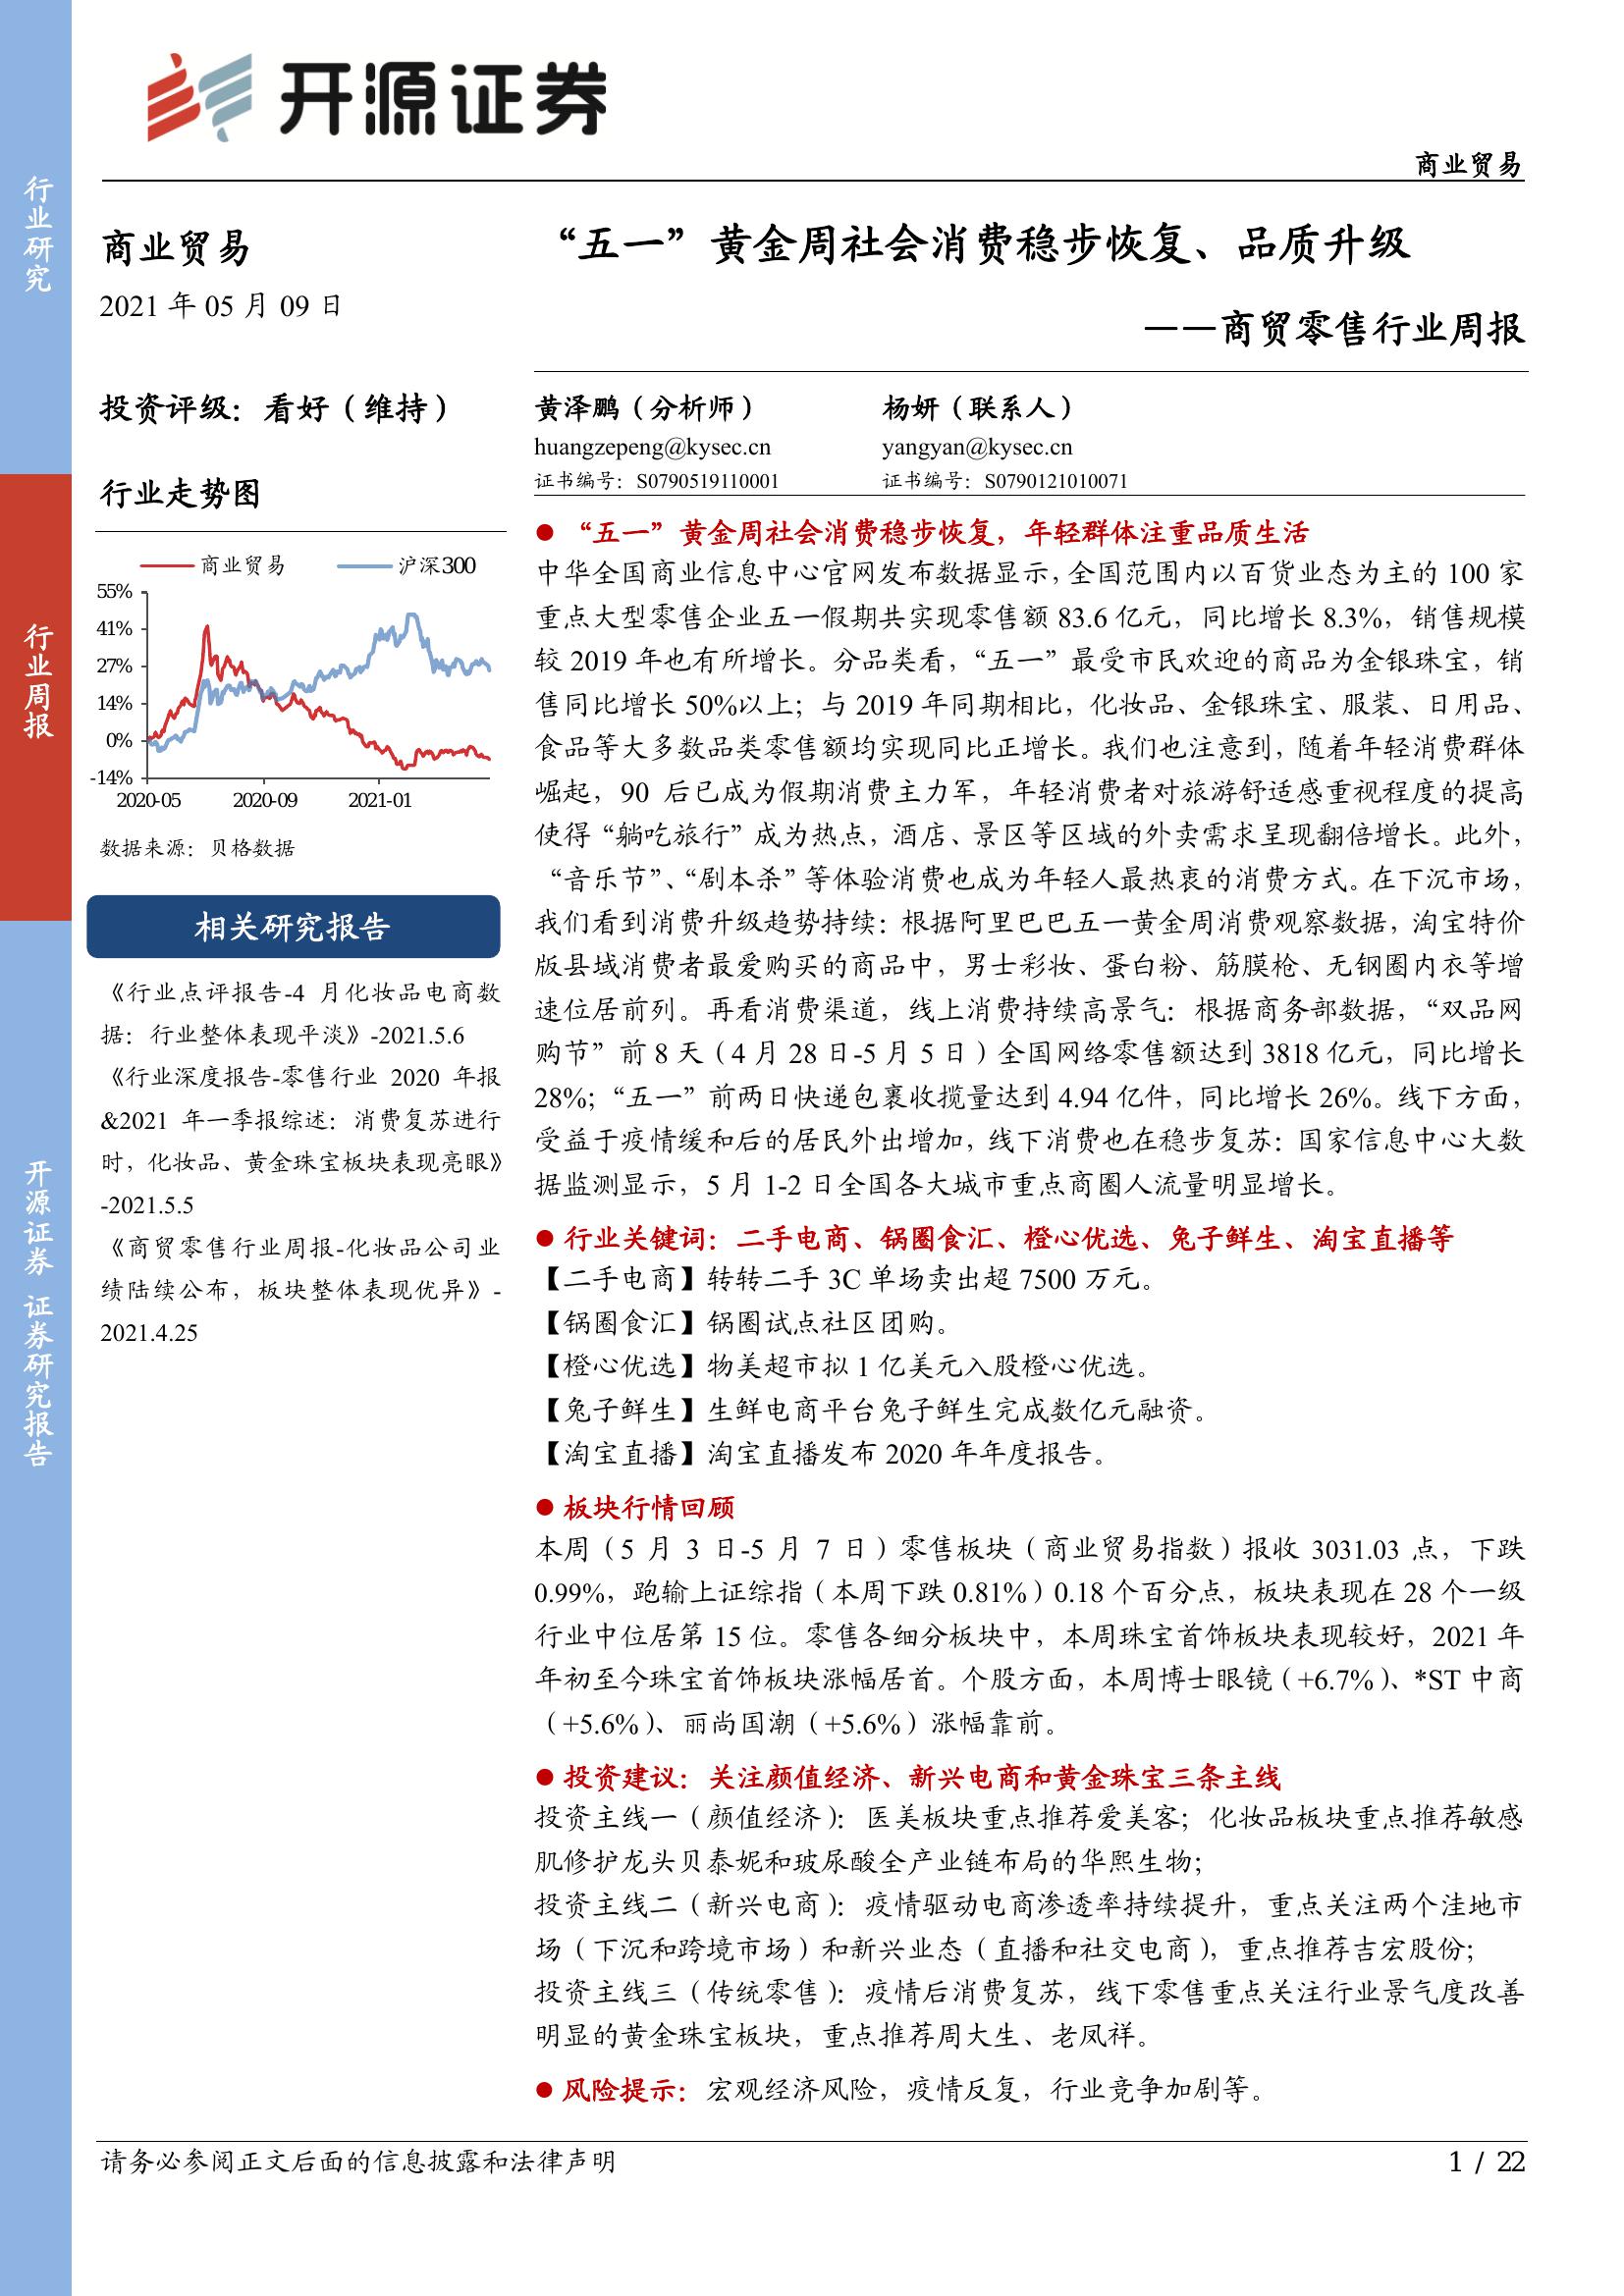 开源证券
商业贸易
行业研究
行业周报
开源证券 证券研究报告
商业贸易
2021 年 05 月 09 日
投资评级：看好（维持）
行业走势图
商业贸易 沪深300
55%
41%
27%
14%
0%
-14%
2020-05 2020-09 2021-01
数据来源：贝格数据
相关研究报告
《行业点评报告-4 月化妆品电商数
据：行业整体表现平淡》-2021.5.6
《行业深度报告-零售行业 2020 年报
&2021 年一季报综述：消费复苏进行
时，化妆品、黄金珠宝板块表现亮眼》
-2021.5.5
《商贸零售行业周报-化妆品公司业
绩陆续公布，板块整体表现优异》-
2021.4.25
“五一”黄金周社会消费稳步恢复、品质升级
——商贸零售行业周报
黄泽鹏（分析师） 杨妍（联系人）
huangzepeng@kysec.cn yangyan@kysec.cn
证书编号：S0790519110001 证书编号：S0790121010071
● “五一”黄金周社会消费稳步恢复，年轻群体注重品质生活
中华全国商业信息中心官网发布数据显示，全国范围内以百货业态为主的 100 家
重点大型零售企业五一假期共实现零售额 83.6 亿元，同比增长 8.3%，销售规模
较 2019 年也有所增长。分品类看，“五一”最受市民欢迎的商品为金银珠宝，销
售同比增长 50%以上；与 2019 年同期相比，化妆品、金银珠宝、服装、日用品、
食品等大多数品类零售额均实现同比正增长。我们也注意到，随着年轻消费群体
崛起，90 后已成为假期消费主力军，年轻消费者对旅游舒适感重视程度的提高
使得“躺吃旅行”成为热点，酒店、景区等区域的外卖需求呈现翻倍增长。此外，
“音乐节”、“剧本杀”等体验消费也成为年轻人最热衷的消费方式。在下沉市场，
我们看到消费升级趋势持续：根据阿里巴巴五一黄金周消费观察数据，淘宝特价
版县域消费者最爱购买的商品中，男士彩妆、蛋白粉、筋膜枪、无钢圈内衣等增
速位居前列。再看消费渠道，线上消费持续高景气：根据商务部数据，“双品网
购节”前 8 天（4 月 28 日-5 月 5 日）全国网络零售额达到 3818 亿元，同比增长
28%；“五一”前两日快递包裹收揽量达到 4.94 亿件，同比增长 26%。线下方面，
受益于疫情缓和后的居民外出增加，线下消费也在稳步复苏：国家信息中心大数
据监测显示，5 月 1-2 日全国各大城市重点商圈人流量明显增长。
● 行业关键词：二手电商、锅圈食汇、橙心优选、兔子鲜生、淘宝直播等
【二手电商】转转二手 3C 单场卖出超 7500 万元。
【锅圈食汇】锅圈试点社区团购。
【橙心优选】物美超市拟 1 亿美元入股橙心优选。
【兔子鲜生】生鲜电商平台兔子鲜生完成数亿元融资。
【淘宝直播】淘宝直播发布 2020 年年度报告。
● 板块行情回顾
本周（5 月 3 日-5 月 7 日）零售板块（商业贸易指数）报收 3031.03 点，下跌
0.99%，跑输上证综指（本周下跌 0.81%）0.18 个百分点，板块表现在 28 个一级
行业中位居第 15 位。零售各细分板块中，本周珠宝首饰板块表现较好，2021 年
年初至今珠宝首饰板块涨幅居首。个股方面，本周博士眼镜（+6.7%）、*ST 中商
（+5.6%）、丽尚国潮（+5.6%）涨幅靠前。
● 投资建议：关注颜值经济、新兴电商和黄金珠宝三条主线
投资主线一（颜值经济）：医美板块重点推荐爱美客；化妆品板块重点推荐敏感
肌修护龙头贝泰妮和玻尿酸全产业链布局的华熙生物；
投资主线二（新兴电商）：疫情驱动电商渗透率持续提升，重点关注两个洼地市
场（下沉和跨境市场）和新兴业态（直播和社交电商），重点推荐吉宏股份；
投资主线三（传统零售）：疫情后消费复苏，线下零售重点关注行业景气度改善
明显的黄金珠宝板块，重点推荐周大生、老凤祥。
● 风险提示：宏观经济风险，疫情反复，行业竞争加剧等。
请务必参阅正文后面的信息披露和法律声明 1 / 22